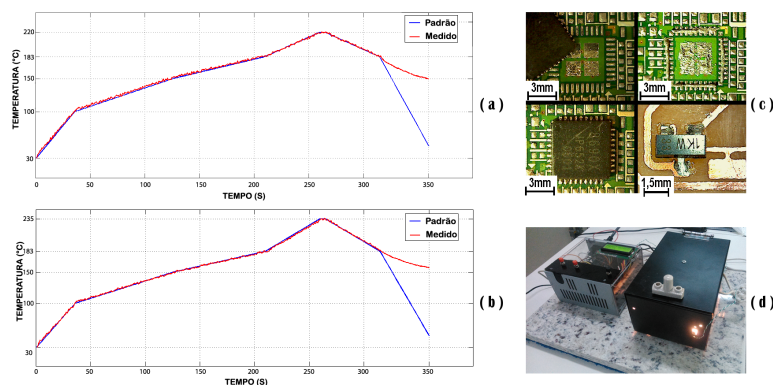 Padrão
Medido
220
183
150
100
30
TEMPERATURA (°C)
0
50
100
150
200
250
300
350
TEMPO (S)
( a )
Padrão
Medido
235
183
150
100
30
TEMPERATURA (°C)
0
50
100
150
200
250
300
350
TEMPO (S)
( b )
3mm
3mm
3mm
1KW
1,5mm
( c )
( d )